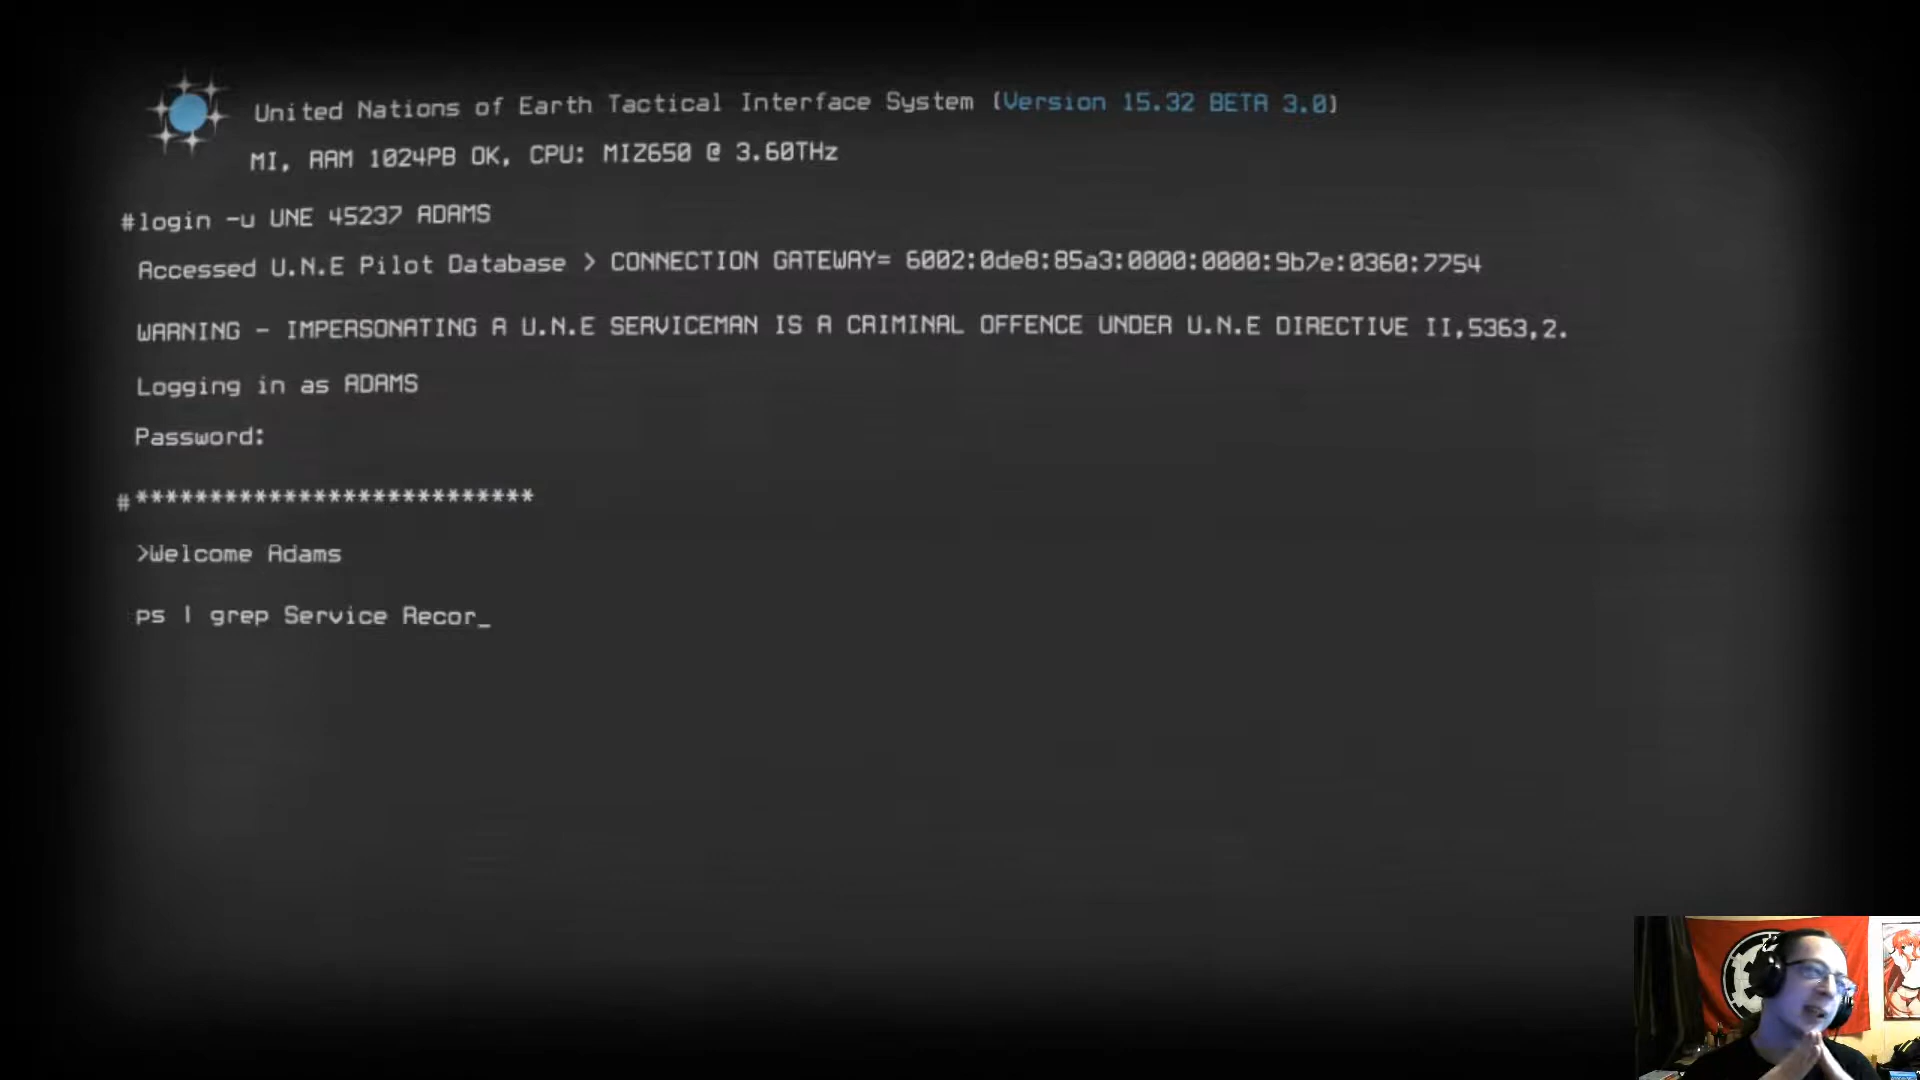 United Nations of Earth Tactical Interface System (Version 15.32 BETA 3.0)
MI, RAM 1024PB OK, CPU: MIZ650 @ 3.60THz
#login -u UNE 45237 ADAMS
Accessed U.N.E Pilot Database > CONNECTION GATEWAY= 6002:0de8:85a3:0000:0000:9b7e:0360:7754
WARNING - IMPERSONATING A U.N.E SERVICEMAN IS A CRIMINAL OFFENCE UNDER U.N.E DIRECTIVE II,5363,2.
Logging in as ADAMS
Password:
#***************************
>Welcome Adams
ps | grep Service Recor_